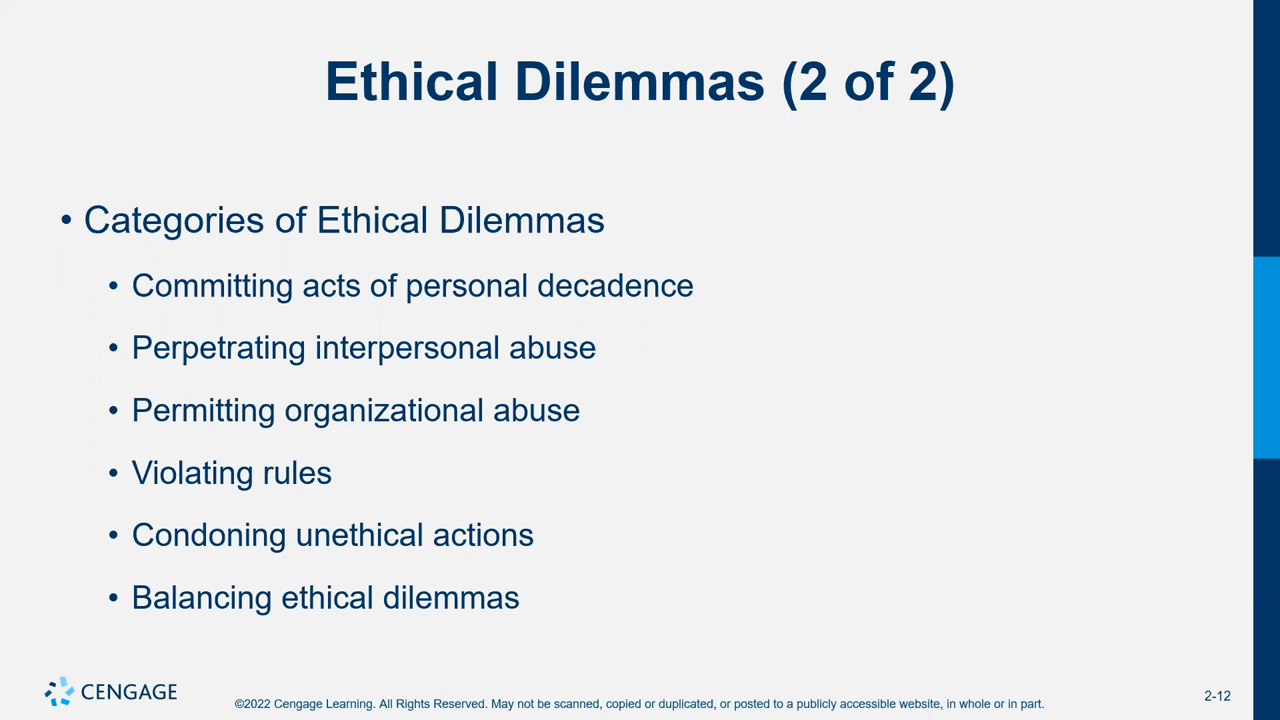 Ethical Dilemmas (2 of 2)
• Categories of Ethical Dilemmas
• Committing acts of personal decadence
• Perpetrating interpersonal abuse
• Permitting organizational abuse
• Violating rules
• Condoning unethical actions
• Balancing ethical dilemmas
CENGAGE
©2022 Cengage Learning. All Rights Reserved. May not be scanned, copied or duplicated, or posted to a publicly accessible website, in whole or in part.
2-12